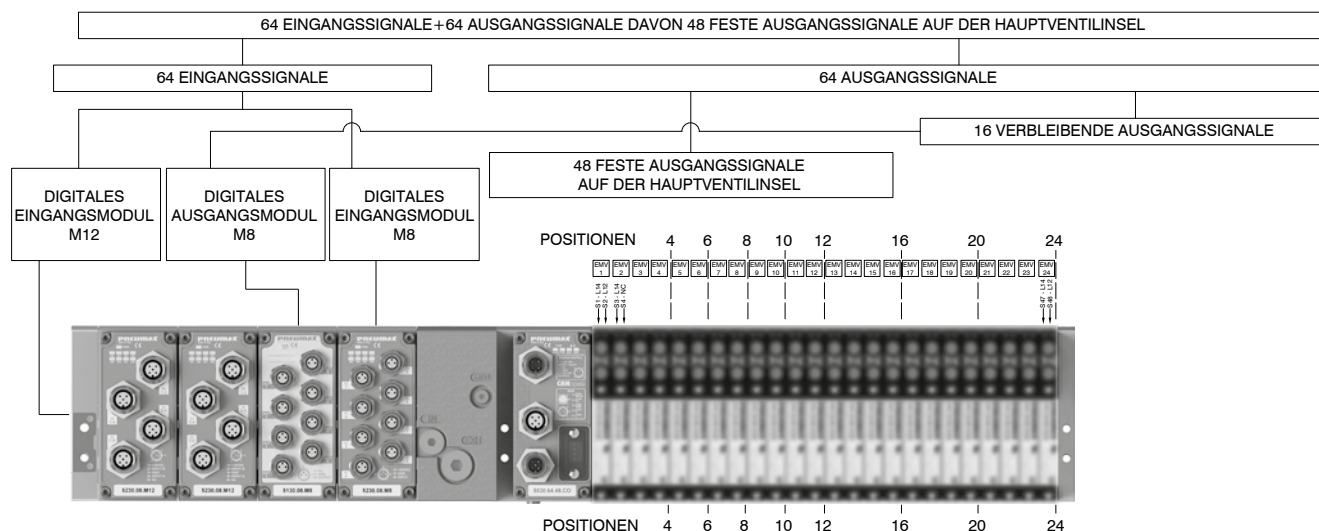 64 EINGANGSSIGNALE+64 AUSGANGSSIGNALE DAVON 48 FESTE AUSGANGSSIGNALE AUF DER HAUPTVENTILINSEL
64 EINGANGSSIGNALE
64 AUSGANGSSIGNALE
16 VERBLEIBENDE AUSGANGSSIGNALE
48 FESTE AUSGANGSSIGNALE
AUF DER HAUPTVENTILINSEL
DIGITALES
EINGANGSMODUL
M12
DIGITALES
AUSGANGSMODUL
M8
DIGITALES
EINGANGSMODUL
M8
POSITIONEN 4 6 8 10 12 16 20 24
EMV 1 EMV 2 EMV 3 EMV 4 EMV 5 EMV 6 EMV 7 EMV 8 EMV 9 EMV 10 EMV 11 EMV 12 EMV 13 EMV 14 EMV 15 EMV 16 EMV 17 EMV 18 EMV 19 EMV 20 EMV 21 EMV 22 EMV 23 EMV 24
S1 - L14
S2 - L12
S3 - L14
S4 - NC
S47 - L14
S48 - L12
PNEUMAX PNEUMAX PNEUMAX PNEUMAX
5230.08.M12 5230.08.M12 5130.08.M8 5230.08.M8
POSITIONEN 4 6 8 10 12 16 20 24